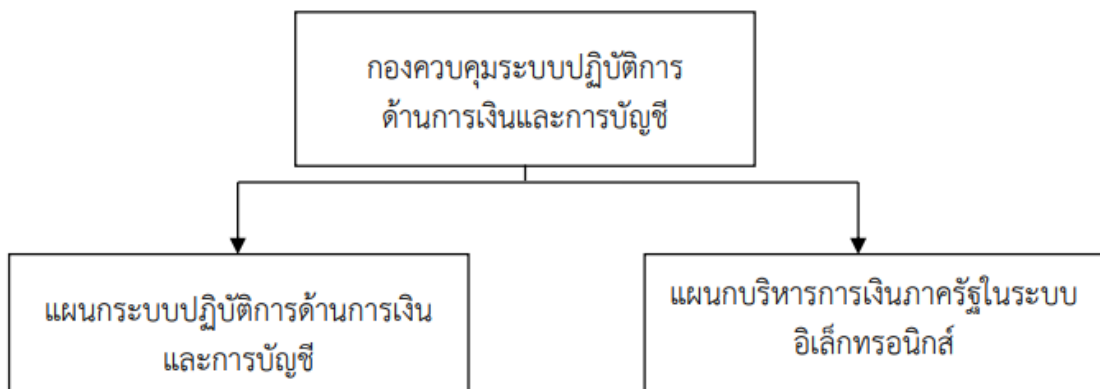 กองควบคุมระบบปฏิบัติการ
ด้านการเงินและการบัญชี
แผนกระบบปฏิบัติการด้านการเงิน
และการบัญชี
แผนกบริหารการเงินภาครัฐในระบบ
อิเล็กทรอนิกส์